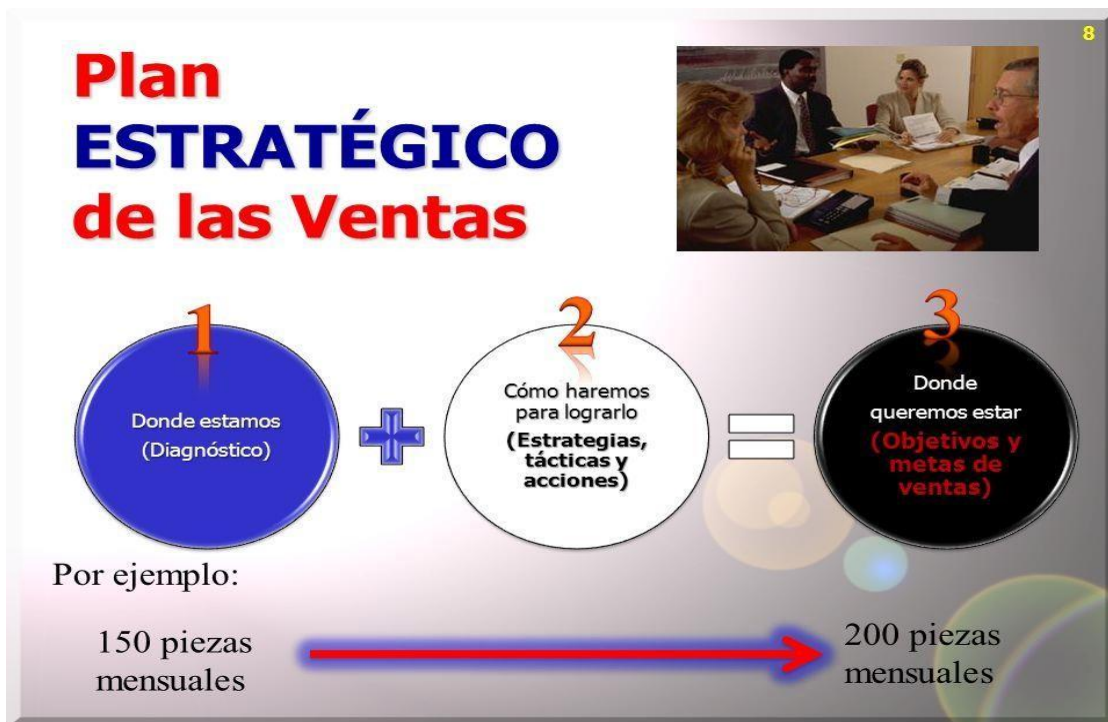 8
Plan
ESTRATÉGICO
de las Ventas
1
Donde estamos
(Diagnóstico)
2
Cómo haremos
para lograrlo
(Estrategias,
tácticas y
acciones)
3
Donde
queremos estar
(Objetivos y
metas de
ventas)
Por ejemplo:
150 piezas
mensuales
200 piezas
mensuales